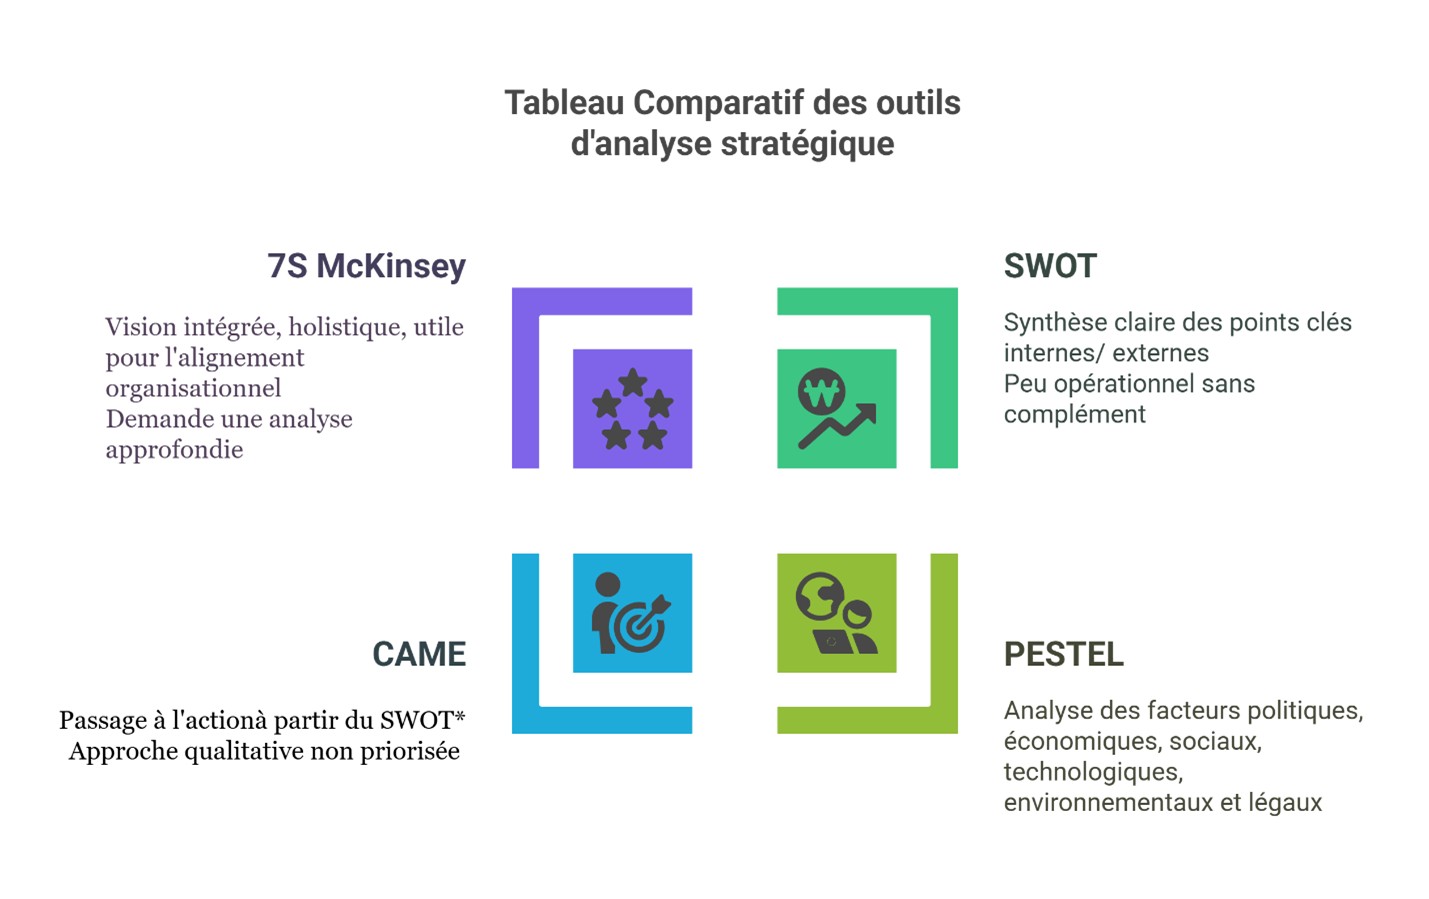 Tableau Comparatif des outils
d'analyse stratégique
7S McKinsey
Vision intégrée, holistique, utile
pour l'alignement
organisationnel
Demande une analyse
approfondie
SWOT
Synthèse claire des points clés
internes/ externes
Peu opérationnel sans
complément
₩
CAME
Passage à l'actionà partir du SWOT*
Approche qualitative non priorisée
PESTEL
Analyse des facteurs politiques,
économiques, sociaux,
technologiques,
environnementaux et légaux